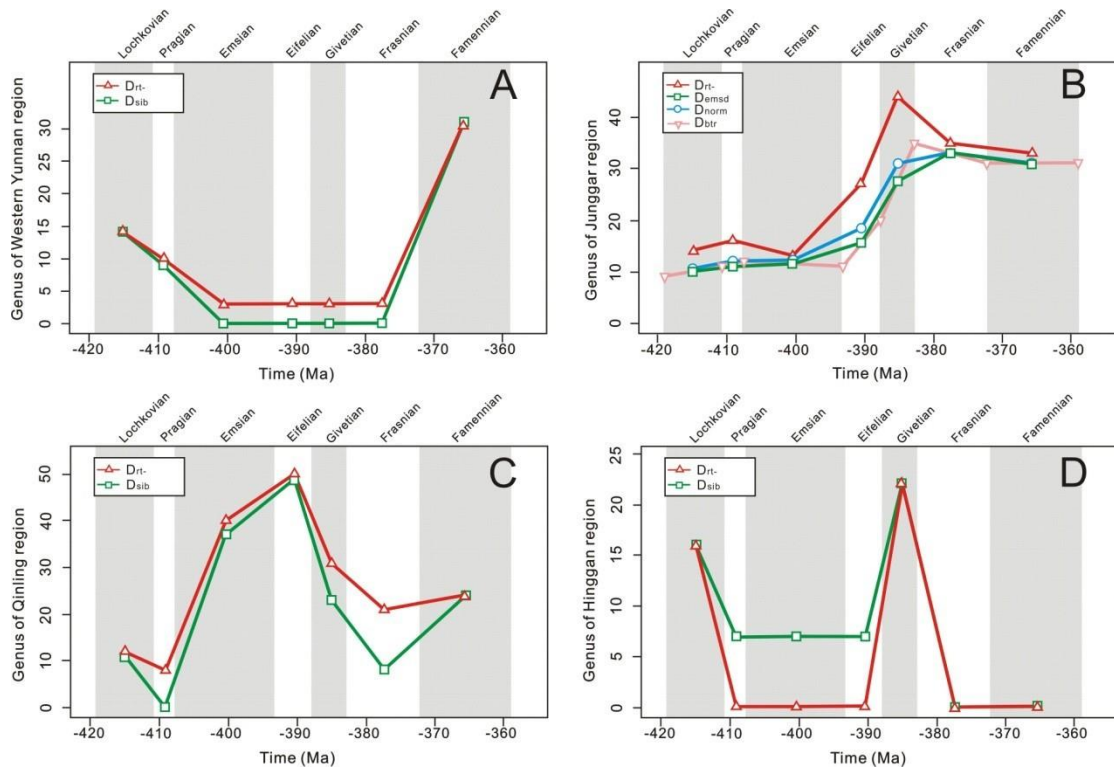 Lochkovian Pragian Emsian Eifelian Givetian Frasnian Famennian
A
Drt-
Dsib
Genus of Western Yunnan region
30
25
20
15
10
5
0
-420 -410 -400 -390 -380 -370 -360
Time (Ma)
Lochkovian Pragian Emsian Eifelian Givetian Frasnian Famennian
B
Drt-
Demsd
Dnorm
Dbtr
Genus of Junggar region
40
30
20
10
0
-420 -410 -400 -390 -380 -370 -360
Time (Ma)
Lochkovian Pragian Emsian Eifelian Givetian Frasnian Famennian
C
Drt-
Dsib
Genus of Qinling region
50
40
30
20
10
0
-420 -410 -400 -390 -380 -370 -360
Time (Ma)
Lochkovian Pragian Emsian Eifelian Givetian Frasnian Famennian
D
Drt-
Dsib
Genus of Hinggan region
25
20
15
10
5
0
-420 -410 -400 -390 -380 -370 -360
Time (Ma)